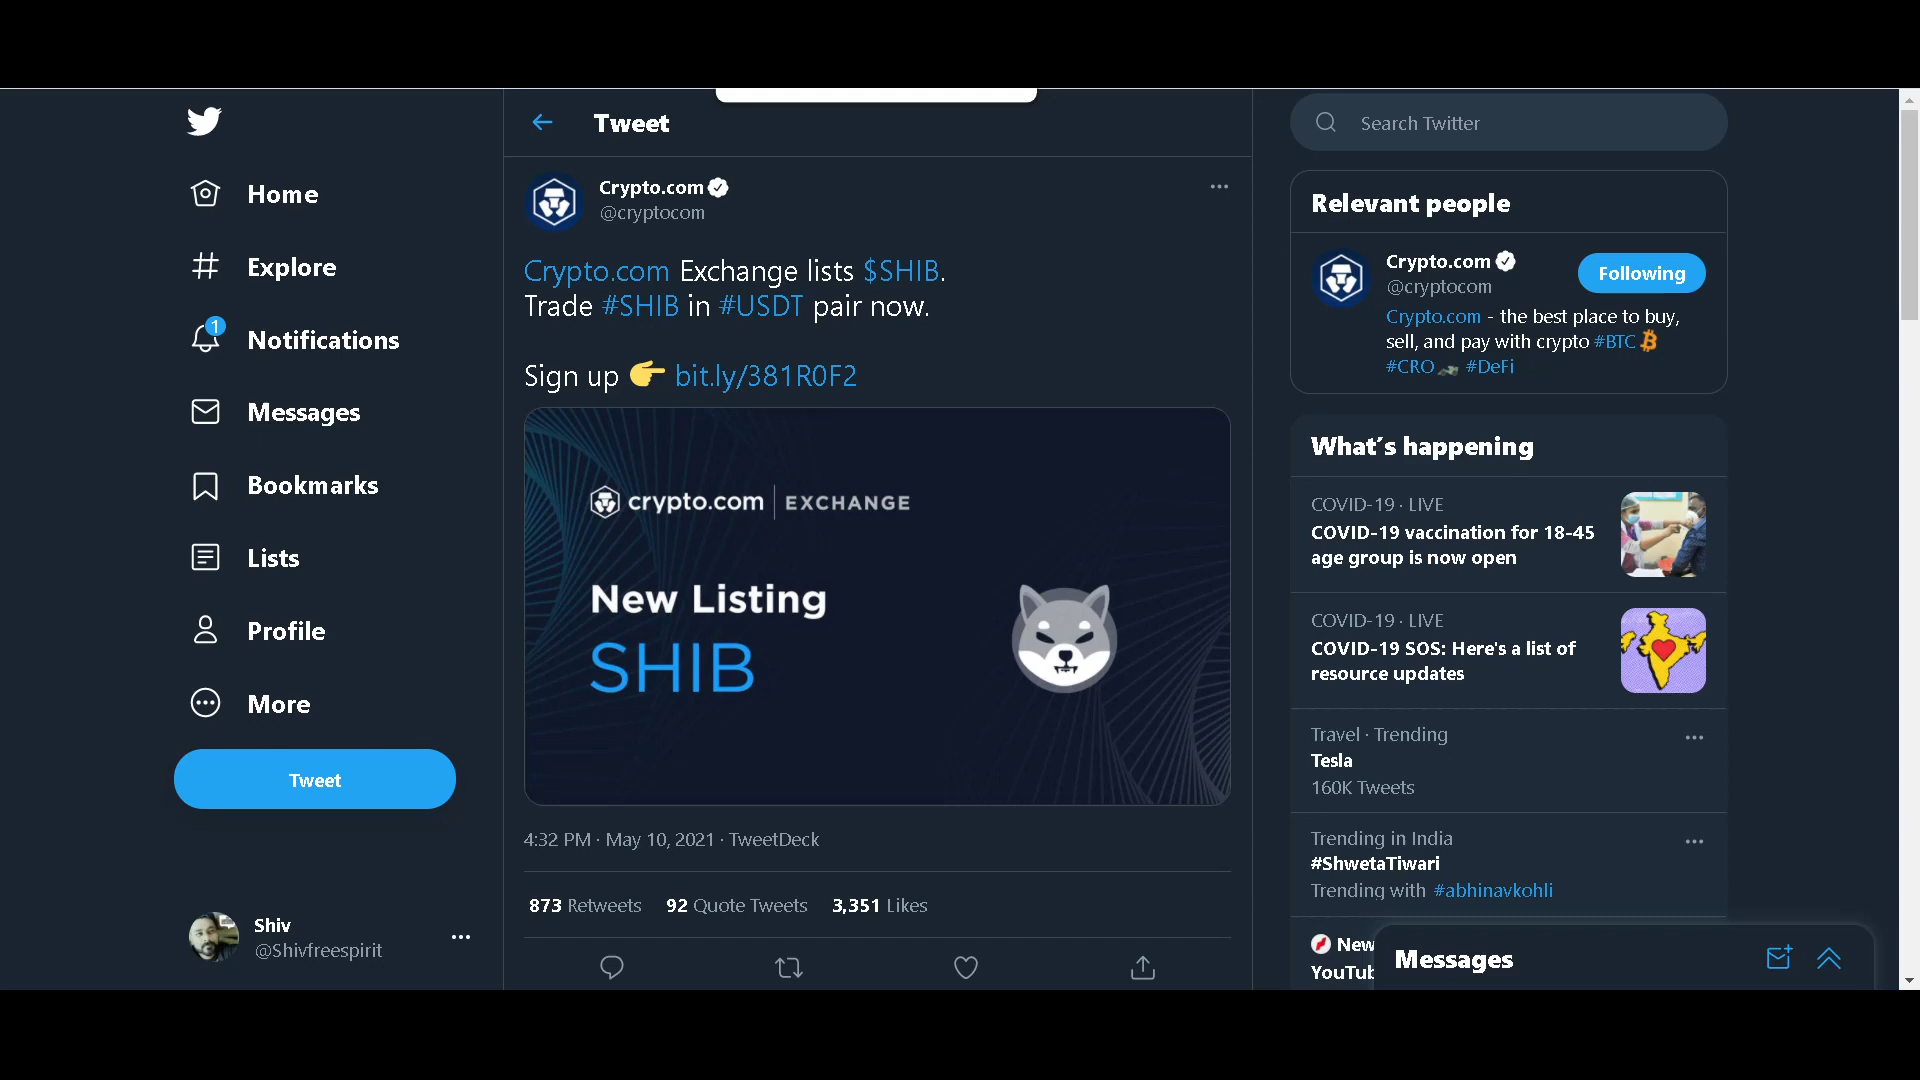 Home
Explore
1
Notifications
Messages
Bookmarks
Lists
Profile
More
Tweet
Shiv
@Shivfreespirit
Tweet
Crypto.com
@cryptocom
Crypto.com Exchange lists $SHIB.
Trade #SHIB in #USDT pair now.
Sign up 👉 bit.ly/381R0F2
crypto.com | EXCHANGE
New Listing
SHIB
4:32 PM · May 10, 2021 · TweetDeck
873 Retweets 92 Quote Tweets 3,351 Likes
Search Twitter
Relevant people
Crypto.com
@cryptocom
Following
Crypto.com - the best place to buy,
sell, and pay with crypto #BTC
#CRO #DeFi
What's happening
COVID-19 · LIVE
COVID-19 vaccination for 18-45
age group is now open
COVID-19 · LIVE
COVID-19 SOS: Here's a list of
resource updates
Travel · Trending
Tesla
160K Tweets
Trending in India
#ShwetaTiwari
Trending with #abhinavkohli
Messages